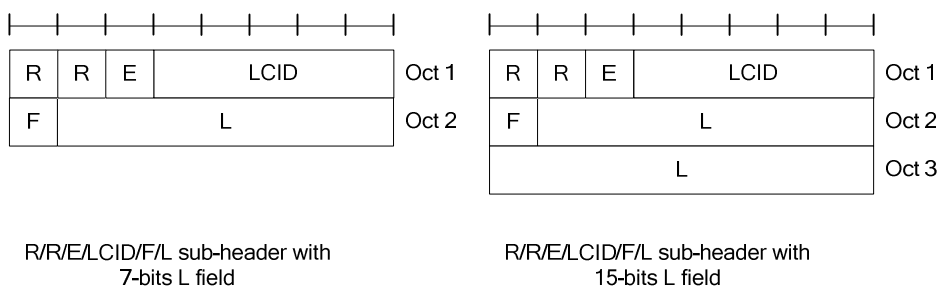 R R E LCID Oct 1
F L Oct 2
R/R/E/LCID/F/L sub-header with
7-bits L field
R R E LCID Oct 1
F L Oct 2
L Oct 3
R/R/E/LCID/F/L sub-header with
15-bits L field